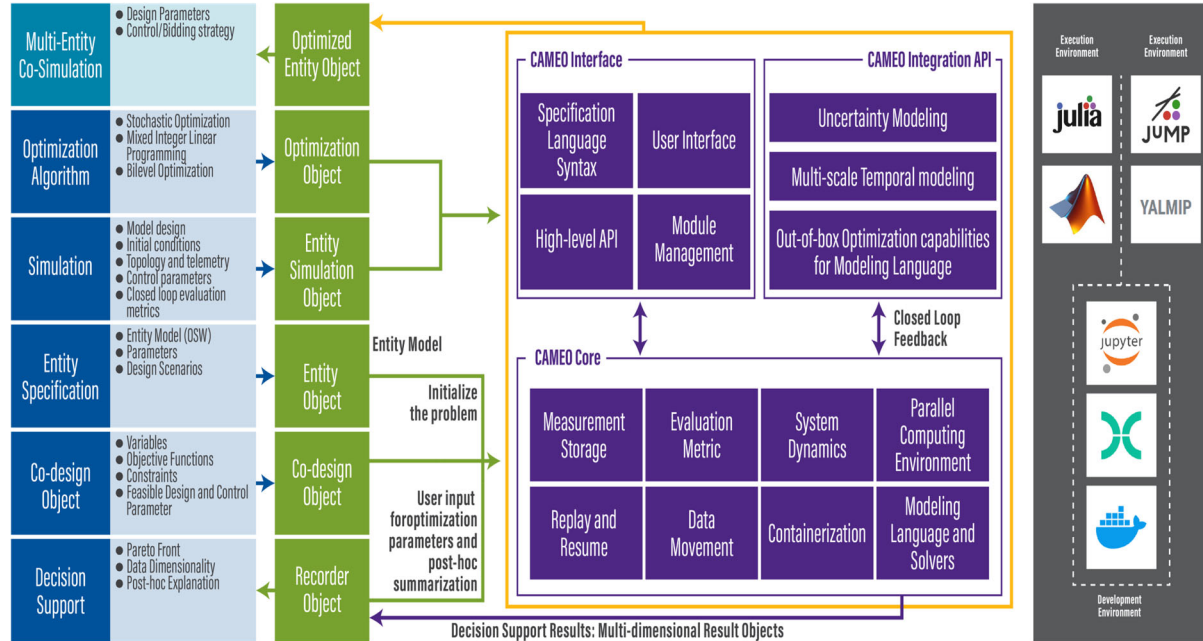 Multi-Entity
Co-Simulation
● Design Parameters
● Control/Bidding strategy
Optimized
Entity Object
Optimization
Algorithm
● Stochastic Optimization
● Mixed Integer Linear
Programming
● Bilevel Optimization
Optimization
Object
Simulation
● Model design
● Initial conditions
● Topology and telemetry
● Control parameters
● Closed loop evaluation
metrics
Entity
Simulation
Object
Entity
Specification
● Entity Model (OSW)
● Parameters
● Design Scenarios
Entity
Object
Co-design
Object
● Variables
● Objective Functions
● Constraints
● Feasible Design and Control
Parameter
Co-design
Object
Decision
Support
● Pareto Front
● Data Dimensionality
● Post-hoc Explanation
Recorder
Object
Entity Model
Initialize
the problem
User input
foroptimization
parameters and
post-hoc
summarization
CAMEO Interface
Specification
Language
Syntax
User Interface
High-level API
Module
Management
CAMEO Integration API
Uncertainty Modeling
Multi-scale Temporal modeling
Out-of-box Optimization capabilities
for Modeling Language
Closed Loop
Feedback
CAMEO Core
Measurement
Storage
Evaluation
Metric
System
Dynamics
Parallel
Computing
Environment
Replay and
Resume
Data
Movement
Containerization
Modeling
Language and
Solvers
Decision Support Results: Multi-dimensional Result Objects
Execution
Environment
Execution
Environment
julia
JuMP
YALMIP
jupyter
Development
Environment